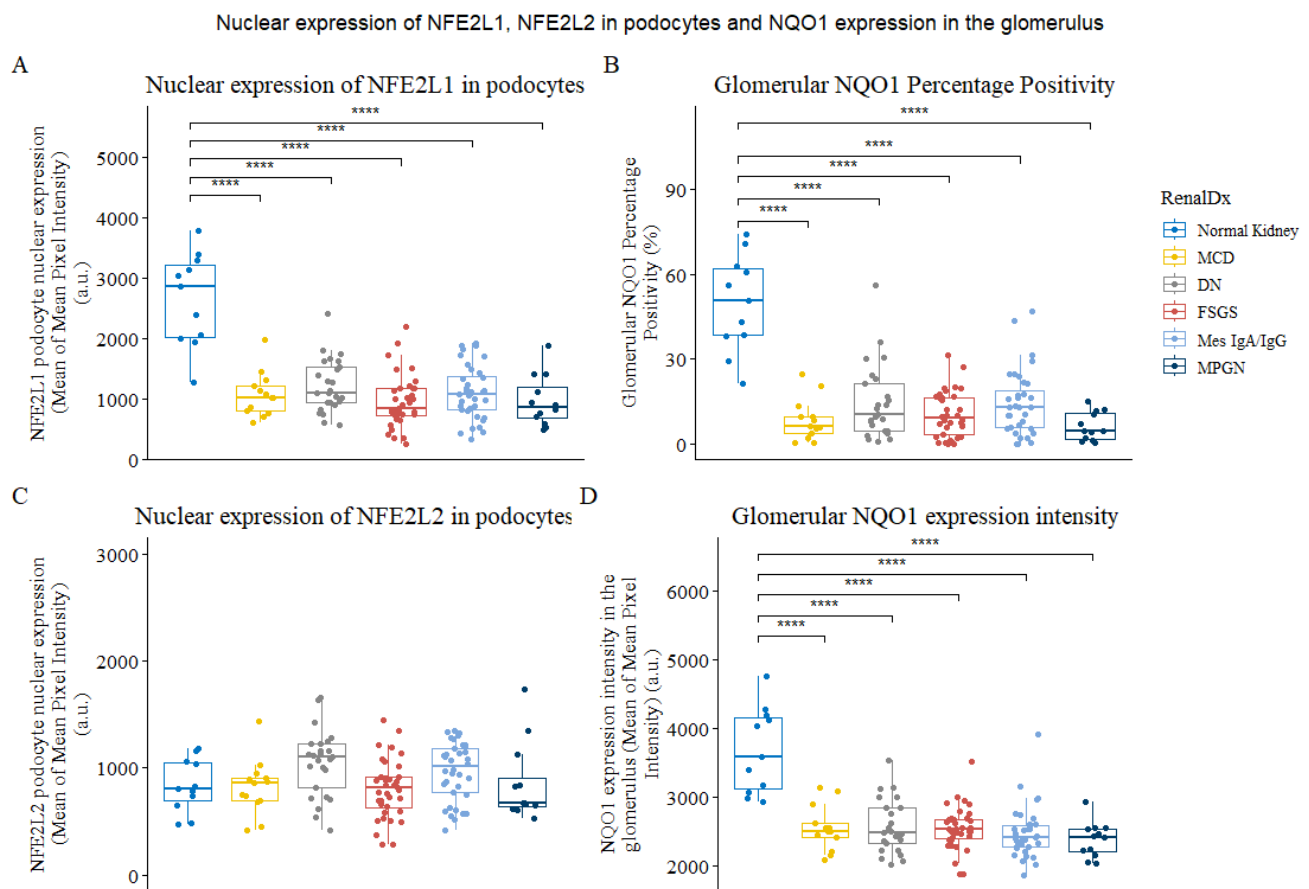 Nuclear expression of NFE2L1, NFE2L2 in podocytes and NQO1 expression in the glomerulus
A
Nuclear expression of NFE2L1 in podocytes
NFE2L1 podocyte nuclear expression
(Mean of Mean Pixel Intensity)
(a.u.)
5000
4000
3000
2000
1000
0
****
****
****
****
****
B
Glomerular NQO1 Percentage Positivity
Glomerular NQO1 Percentage
Positivity (%)
90
60
30
0
****
****
****
****
****
RenalDx
Normal Kidney
MCD
DN
FSGS
Mes IgA/IgG
MPGN
C
Nuclear expression of NFE2L2 in podocytes
NFE2L2 podocyte nuclear expression
(Mean of Mean Pixel Intensity)
(a.u.)
3000
2000
1000
0
D
Glomerular NQO1 expression intensity
NQO1 expression intensity in the
glomerulus (Mean of Mean Pixel
Intensity) (a.u.)
6000
5000
4000
3000
2000
****
****
****
****
****